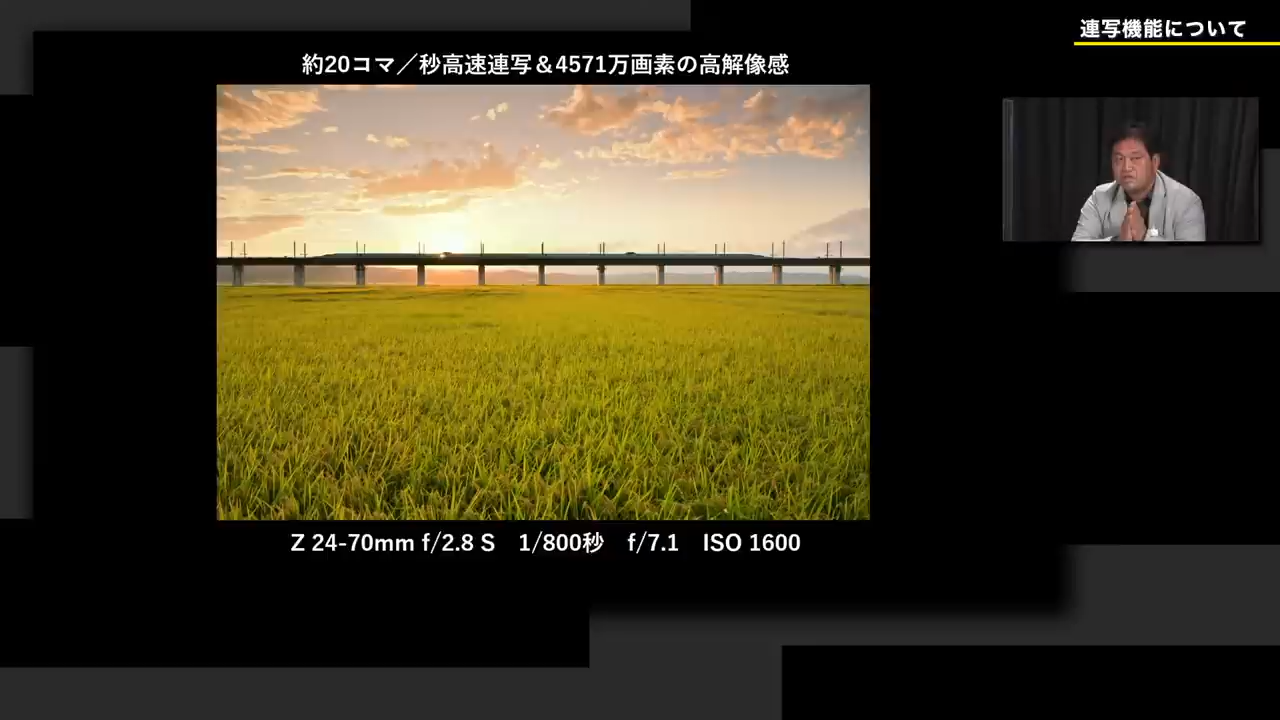 連写機能について
約20コマ／秒高速連写＆4571万画素の高解像感
Z 24-70mm f/2.8 S　1/800秒　f/7.1　ISO 1600